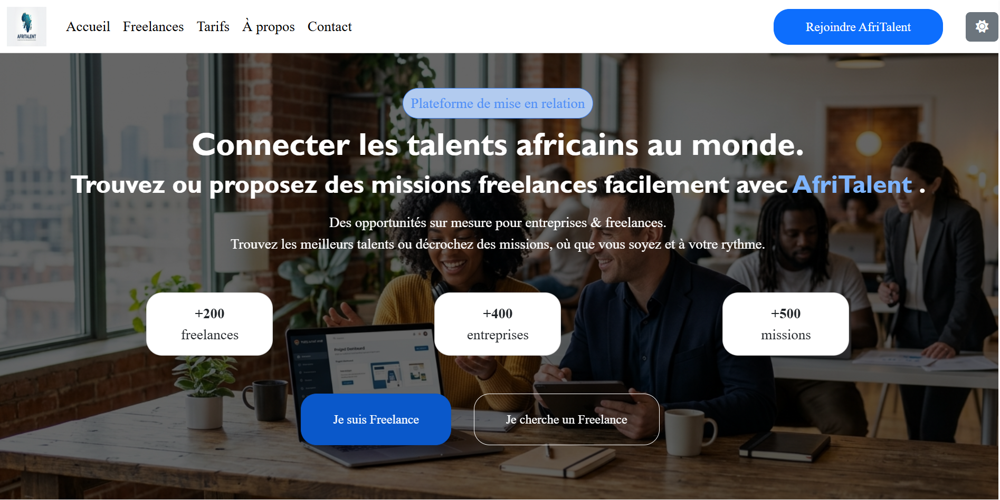 AFRITALENT
Accueil Freelances Tarifs À propos Contact
Rejoindre AfriTalent
Plateforme de mise en relation
Connecter les talents africains au monde.
Trouvez ou proposez des missions freelances facilement avec AfriTalent .
Des opportunités sur mesure pour entreprises & freelances.
Trouvez les meilleurs talents ou décrochez des missions, où que vous soyez et à votre rythme.
+200
freelances
+400
entreprises
+500
missions
Project Dashboard
Je suis Freelance
Je cherche un Freelance